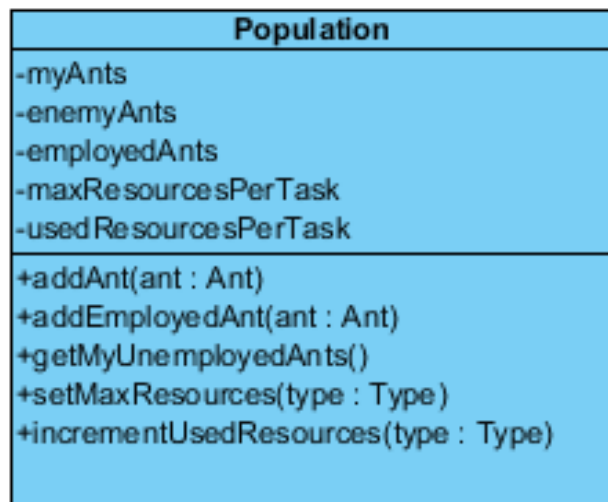 Population
-myAnts
-enemyAnts
-employedAnts
-maxResourcesPerTask
-usedResourcesPerTask
+addAnt(ant : Ant)
+addEmployedAnt(ant : Ant)
+getMyUnemployedAnts()
+setMaxResources(type : Type)
+incrementUsedResources(type : Type)